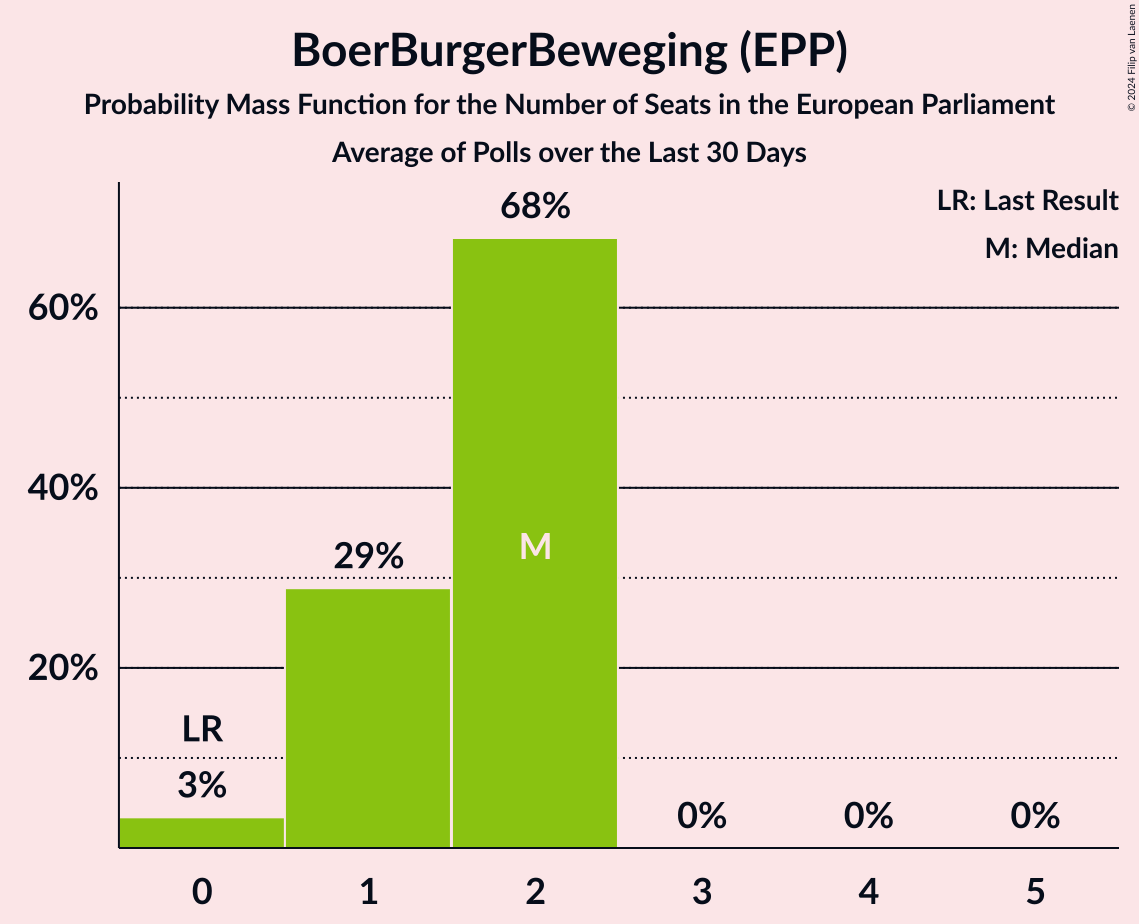 BoerBurgerBeweging (EPP)
Probability Mass Function for the Number of Seats in the European Parliament
Average of Polls over the Last 30 Days
© 2024 Filip van Laenen
LR: Last Result
M: Median
68%
60%
40%
29%
M
20%
LR
3%
0% 0% 0%
0 1 2 3 4 5